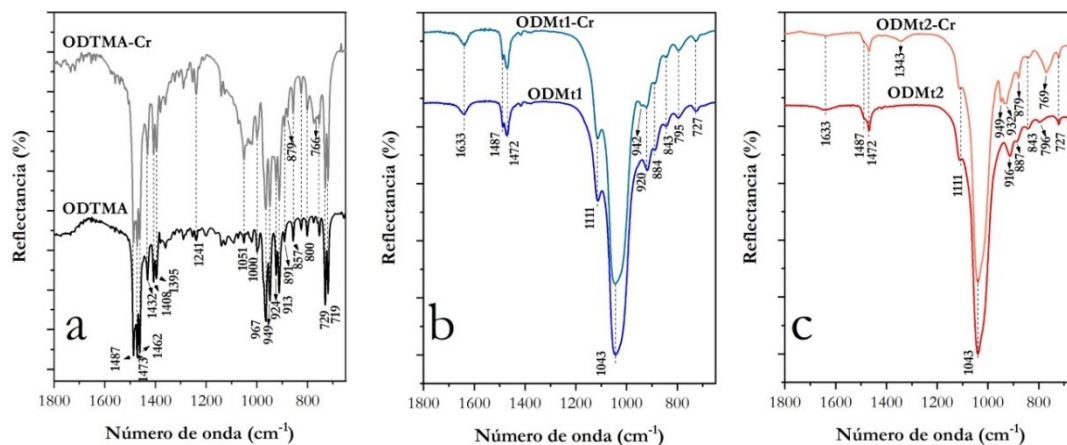 ODTMA-Cr
879
766
ODTMA
1241
1051
1000
891
857
800
1432
1408
1395
967
949
924
913
729
719
1487
1473
1462
a
Reflectancia (%)
1800 1600 1400 1200 1000 800
Número de onda (cm⁻¹)
ODMt1-Cr
ODMt1
1633
1487
1472
1111
942
920
884
843
795
727
1043
b
Reflectancia (%)
1800 1600 1400 1200 1000 800
Número de onda (cm⁻¹)
ODMt2-Cr
1343
ODMt2
1633
1487
1472
1111
949
932
879
769
916
887
843
796
727
1043
c
Reflectancia (%)
1800 1600 1400 1200 1000 800
Número de onda (cm⁻¹)